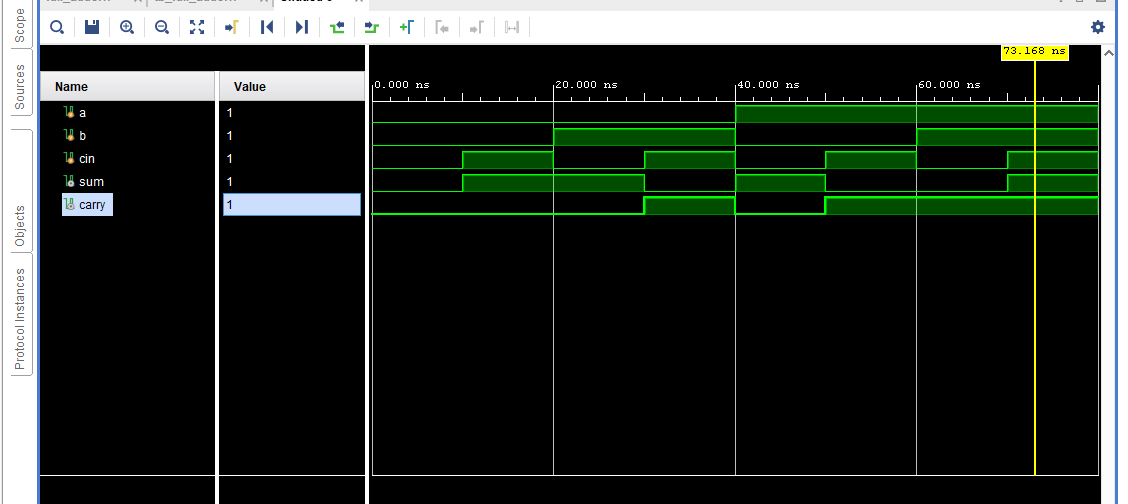 73.168 ns
Name Value
0.000 ns 20.000 ns 40.000 ns 60.000 ns
a 1
b 1
cin 1
sum 1
carry 1
Scope
Sources
Objects
Protocol Instances